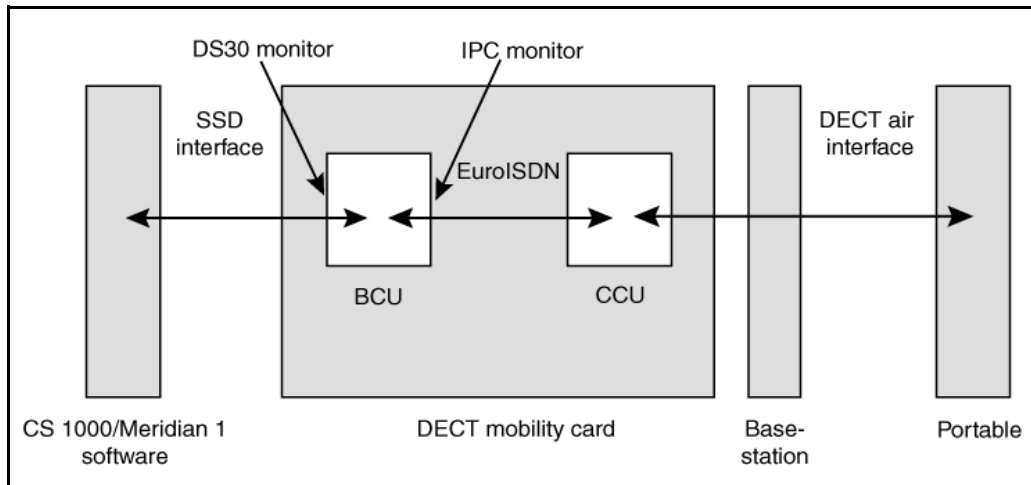 DS30 monitor
IPC monitor
SSD
interface
EuroISDN
DECT air
interface
BCU
CCU
CS 1000/Meridian 1
software
DECT mobility card
Base-
station
Portable